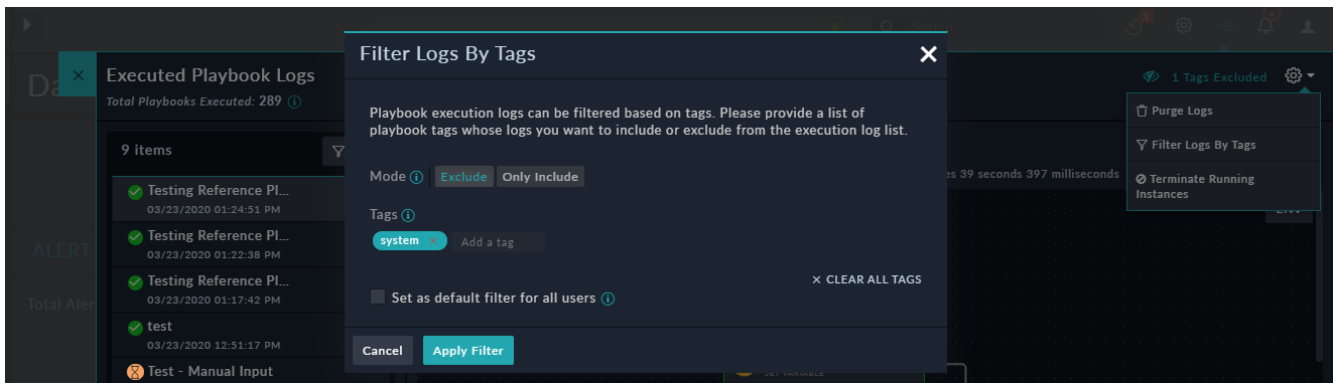 Search
1
Da
Executed Playbook Logs
Total Playbooks Executed: 289
1 Tags Excluded
Purge Logs
Filter Logs By Tags
Terminate Running
Instances
9 items
Testing Reference Pl...
03/23/2020 01:24:51 PM
Testing Reference Pl...
03/23/2020 01:22:38 PM
Testing Reference Pl...
03/23/2020 01:17:42 PM
test
03/23/2020 12:51:17 PM
Test - Manual Input
ALERT
Total Aler
Filter Logs By Tags
Playbook execution logs can be filtered based on tags. Please provide a list of
playbook tags whose logs you want to include or exclude from the execution log list.
Mode Exclude Only Include
Tags
system × Add a tag
× CLEAR ALL TAGS
Set as default filter for all users
Cancel Apply Filter
es 39 seconds 397 milliseconds
SET VARIABLE